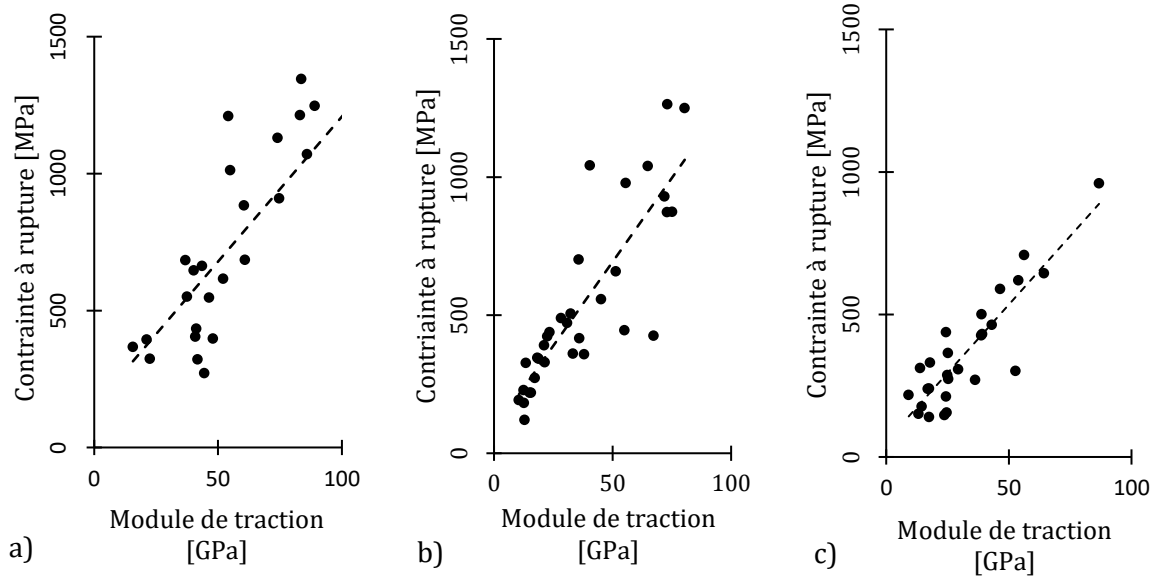 Contrainte à rupture [MPa]
1500
1000
500
0
0
50
100
Module de traction
[GPa]
a)
Contriainte à rupture [MPa]
1500
1000
500
0
0
50
100
Module de traction
[GPa]
b)
Contrainte à rupture [MPa]
1500
1000
500
0
0
50
100
Module de traction
[GPa]
c)